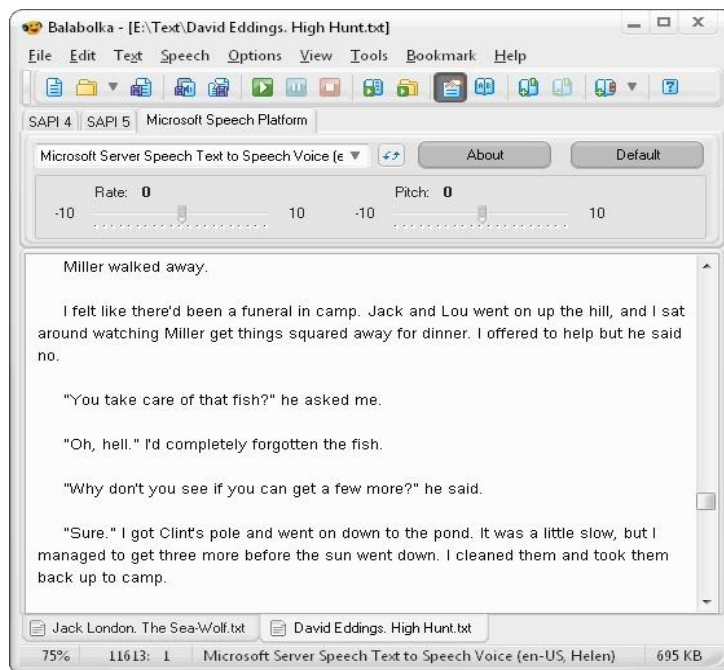 Balabolka - [E:\Text\David Eddings. High Hunt.txt]
File Edit Text Speech Options View Tools Bookmark Help
SAPI 4 SAPI 5 Microsoft Speech Platform
Microsoft Server Speech Text to Speech Voice (e About Default
Rate: 0 Pitch: 0
-10 10 -10 10
Miller walked away.
I felt like there'd been a funeral in camp. Jack and Lou went on up the hill, and I sat
around watching Miller get things squared away for dinner. I offered to help but he said
no.
"You take care of that fish?" he asked me.
"Oh, hell." I'd completely forgotten the fish.
"Why don't you see if you can get a few more?" he said.
"Sure." I got Clint's pole and went on down to the pond. It was a little slow, but I
managed to get three more before the sun went down. I cleaned them and took them
back up to camp.
Jack London. The Sea-Wolf.txt David Eddings. High Hunt.txt
75% 11613: 1 Microsoft Server Speech Text to Speech Voice (en-US, Helen) 695 KB